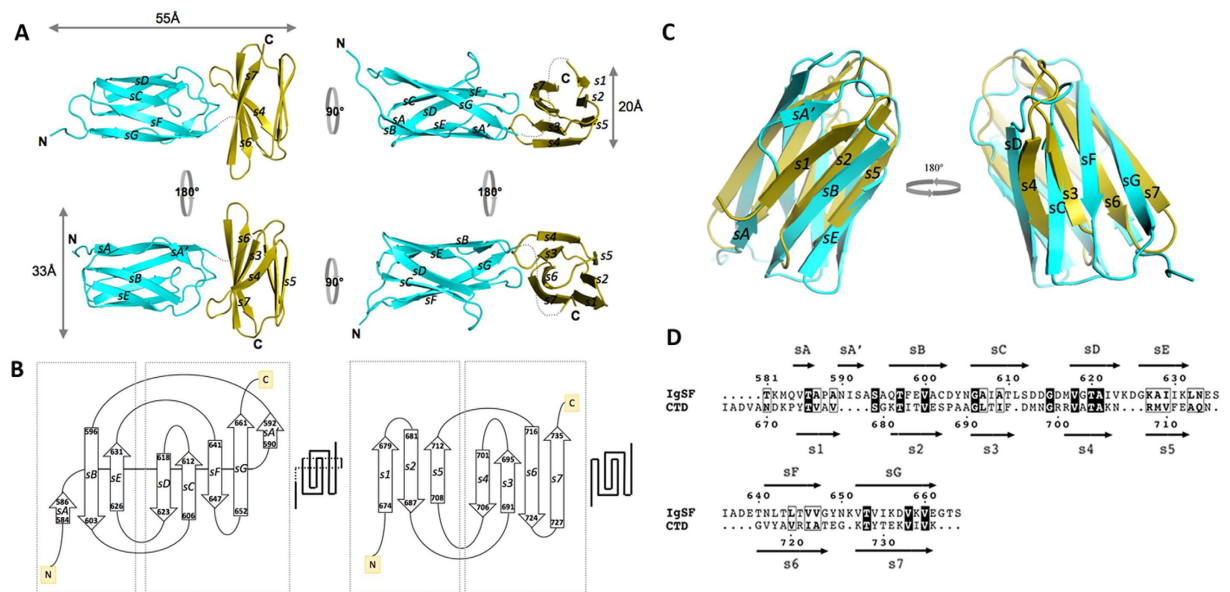 A
55Å
N
C
sD
sC
sF
sG
s7
s4
s6
90°
N
C
sF
sC
sG
sD
sA
sB
sE
sA'
s7
s1
s2
s3
s5
s4
20Å
180°
180°
33Å
N
sA
sA'
sB
sE
s6
s3
s4
s5
s7
C
90°
N
sB
sE
sD
sG
sC
sF
s4
s3
s5
s6
s2
s7
s1
C
B
N
586
sA
584
596
sB
603
631
sE
626
618
sD
623
612
sC
606
641
sF
647
661
sG
652
592
sA'
590
C
N
679
s1
674
681
s2
687
712
s5
708
701
s4
706
695
s3
691
716
s6
724
735
s7
727
C
C
sA'
s1
s2
sB
s5
sA
sE
180°
sD
s4
sC
s3
sF
s6
sG
s7
D
sA sA' sB sC sD sE
581 590 600 610 620 630
IgSF .....TKMQVTAPANISASAQTFEVACDYNGAIATLSDDGMVGTAIVKDGKAIKLNES
CTD IADVANDKPYTVAV....SGKTITVESPAAGLTIF.DMNGRRVATAKN...RMVFEAQN.
670 680 690 700 710
s1 s2 s3 s4 s5
sF sG
640 650 660
IgSF IADETNLTLTVVGYNKVTVIKDVKVEGTS
CTD ....GVYAVRIATEG.KTYTEKVIVK...
720 730
s6 s7